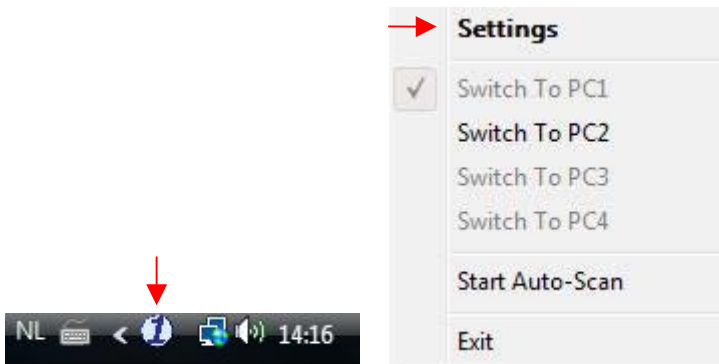 Settings
Switch To PC1
Switch To PC2
Switch To PC3
Switch To PC4
Start Auto-Scan
Exit
NL < 1 14:16